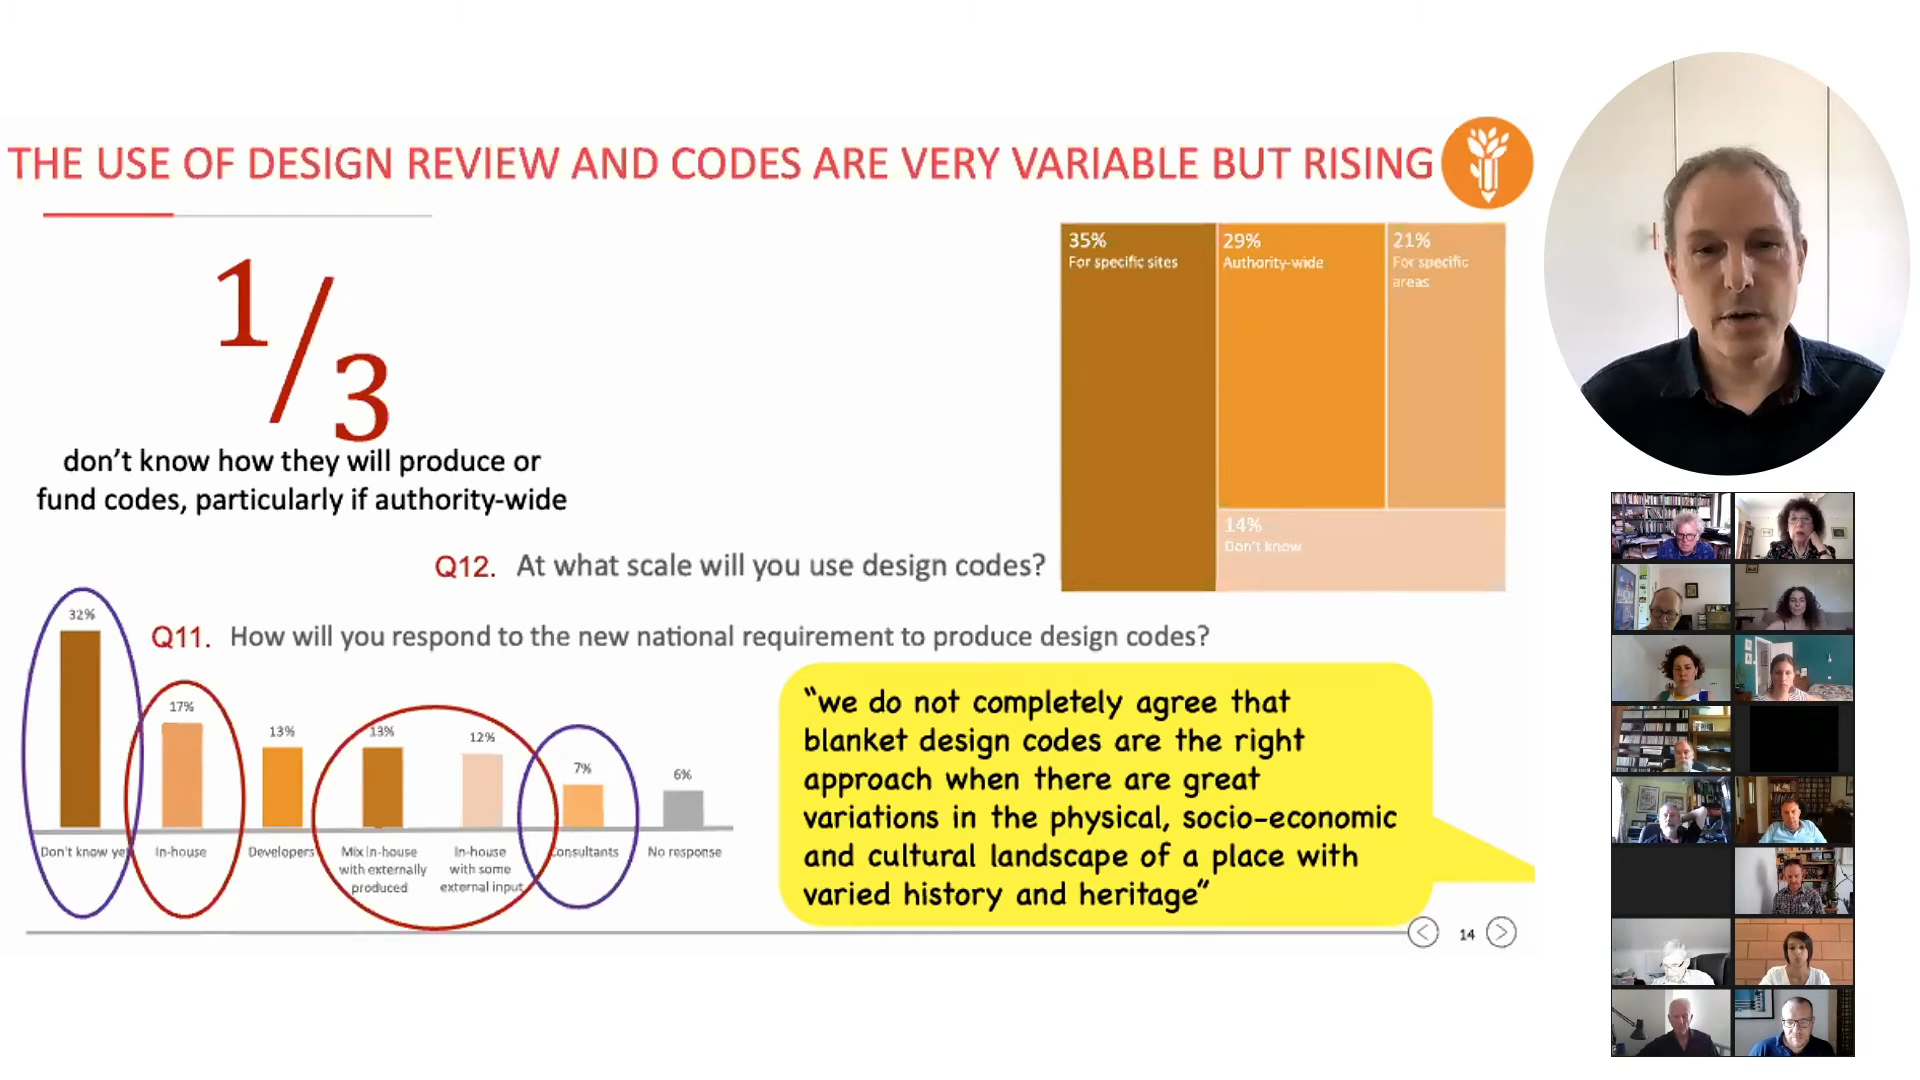 THE USE OF DESIGN REVIEW AND CODES ARE VERY VARIABLE BUT RISING
1/3
don't know how they will produce or
fund codes, particularly if authority-wide
35%
For specific sites
29%
Authority-wide
21%
For specific
areas
14%
Don't know
Q12. At what scale will you use design codes?
Q11. How will you respond to the new national requirement to produce design codes?
32%
17%
13%
13%
12%
7%
6%
Don't know yet
In-house
Developers
Mix in-house
with externally
produced
In-house
with some
external input
Consultants
No response
“we do not completely agree that
blanket design codes are the right
approach when there are great
variations in the physical, socio-economic
and cultural landscape of a place with
varied history and heritage”
14